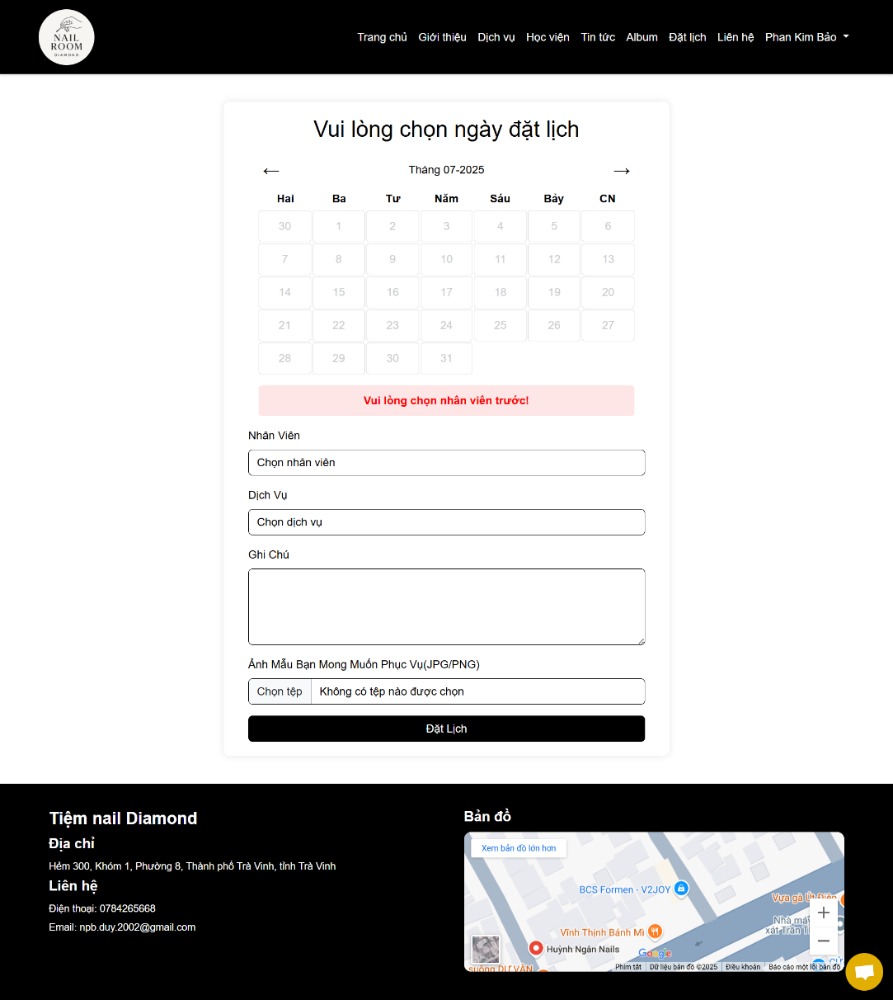 NAIL
ROOM
DIAMOND
Trang chủ Giới thiệu Dịch vụ Học viện Tin tức Album Đặt lịch Liên hệ Phan Kim Bảo
Vui lòng chọn ngày đặt lịch
← Tháng 07-2025 →
Hai Ba Tư Năm Sáu Bảy CN
30 1 2 3 4 5 6
7 8 9 10 11 12 13
14 15 16 17 18 19 20
21 22 23 24 25 26 27
28 29 30 31
Vui lòng chọn nhân viên trước!
Nhân Viên
Chọn nhân viên
Dịch Vụ
Chọn dịch vụ
Ghi Chú
Ảnh Mẫu Bạn Mong Muốn Phục Vụ(JPG/PNG)
Chọn tệp Không có tệp nào được chọn
Đặt Lịch
Tiệm nail Diamond
Địa chỉ
Hẻm 300, Khóm 1, Phường 8, Thành phố Trà Vinh, tỉnh Trà Vinh
Liên hệ
Điện thoại: 0784265668
Email: npb.duy.2002@gmail.com
Bản đồ
Xem bản đồ lớn hơn
BCS Formen - V2JOY
Vựa gà Út Điện
Nhà má
xát Trần T
Vĩnh Thịnh Bánh Mì
Huỳnh Ngân Nails
Google
CỬ
suông DƯ VÂN
Phím tắt Dữ liệu bản đồ ©2025 Điều khoản Báo cáo một lỗi bản đồ